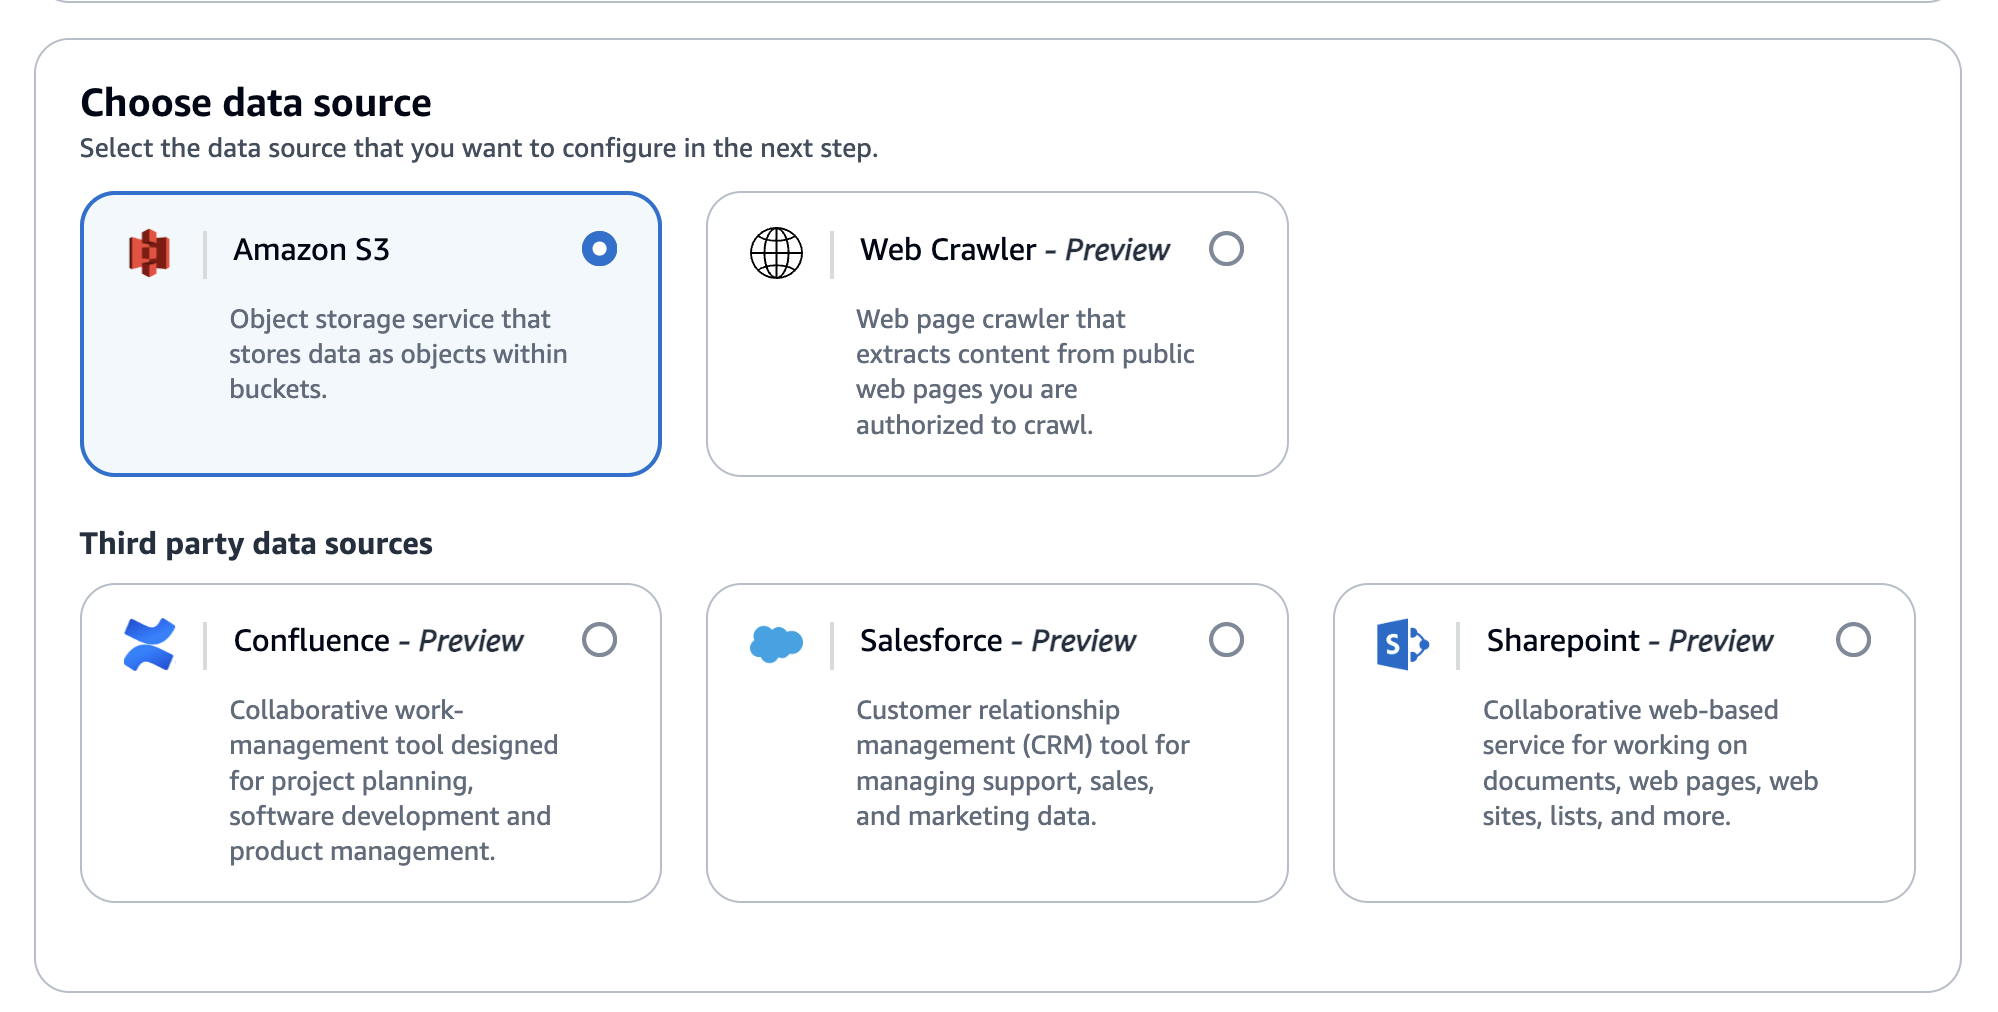 Choose data source
Select the data source that you want to configure in the next step.
Amazon S3
Object storage service that
stores data as objects within
buckets.
Web Crawler - Preview
Web page crawler that
extracts content from public
web pages you are
authorized to crawl.
Third party data sources
Confluence - Preview
Collaborative work-
management tool designed
for project planning,
software development and
product management.
Salesforce - Preview
Customer relationship
management (CRM) tool for
managing support, sales,
and marketing data.
S
Sharepoint - Preview
Collaborative web-based
service for working on
documents, web pages, web
sites, lists, and more.